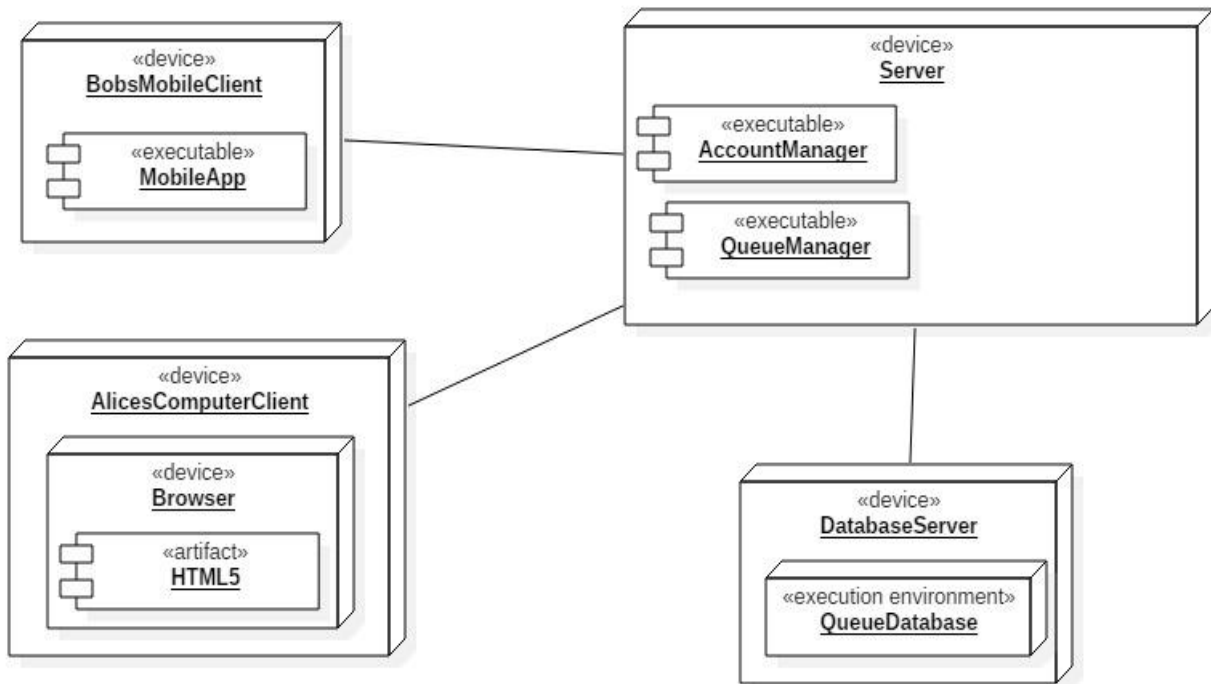 «device»
BobsMobileClient
«executable»
MobileApp
«device»
Server
«executable»
AccountManager
«executable»
QueueManager
«device»
AlicesComputerClient
«device»
Browser
«artifact»
HTML5
«device»
DatabaseServer
«execution environment»
QueueDatabase